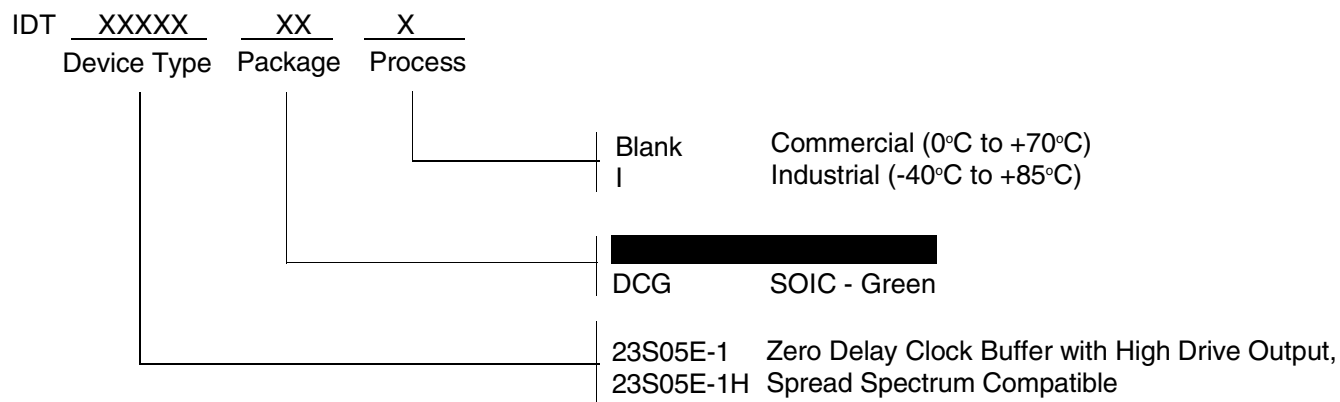 IDT XXXXX XX X
Device Type Package Process
Blank Commercial (0°C to +70°C)
I Industrial (-40°C to +85°C)
DCG SOIC - Green
23S05E-1 Zero Delay Clock Buffer with High Drive Output,
23S05E-1H Spread Spectrum Compatible